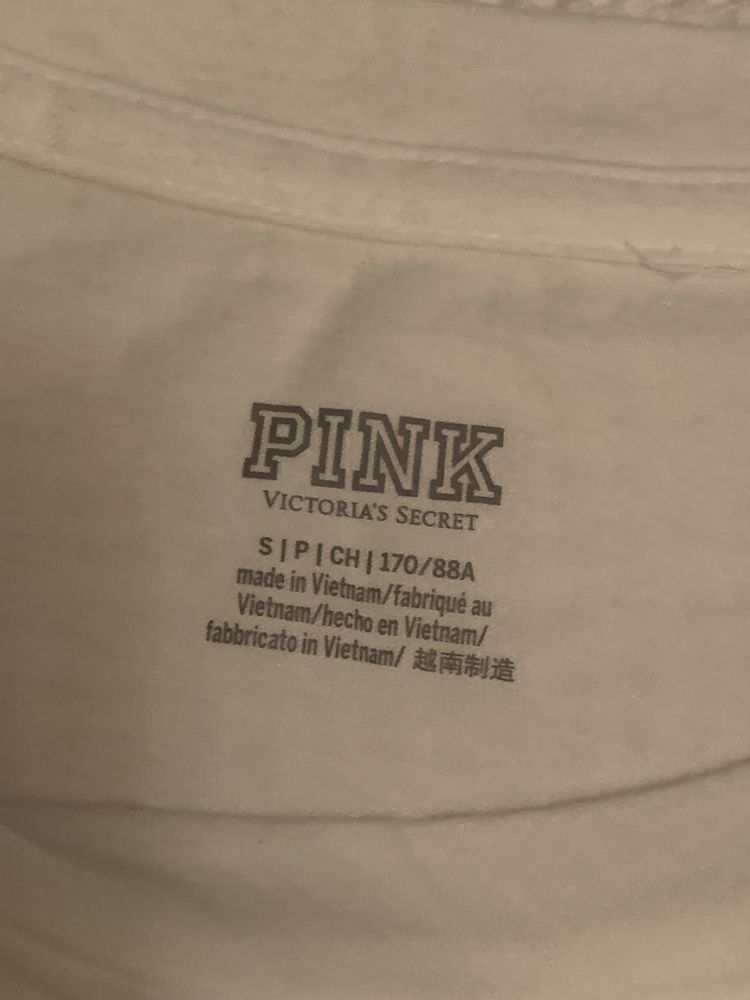 PINK
VICTORIA'S SECRET
S | P | CH | 170/88A
made in Vietnam/fabriqué au
Vietnam/hecho en Vietnam/
fabbricato in Vietnam/ 越南制造